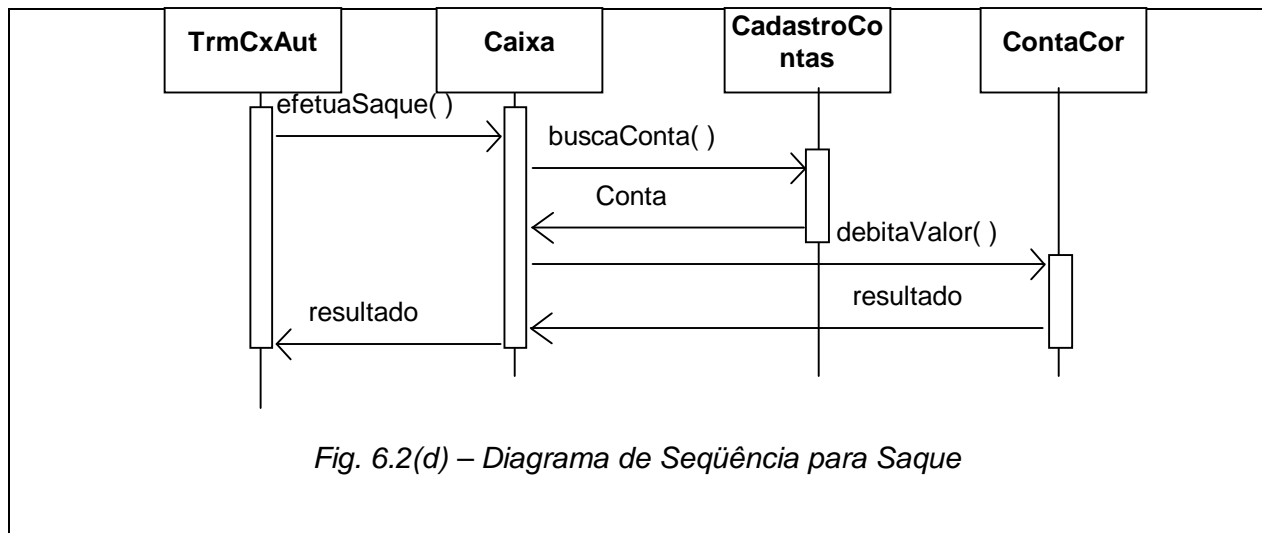 TrmCxAut
Caixa
CadastroCo
ntas
ContaCor
efetuaSaque( )
buscaConta( )
Conta
debitaValor( )
resultado
resultado
Fig. 6.2(d) – Diagrama de Seqüência para Saque